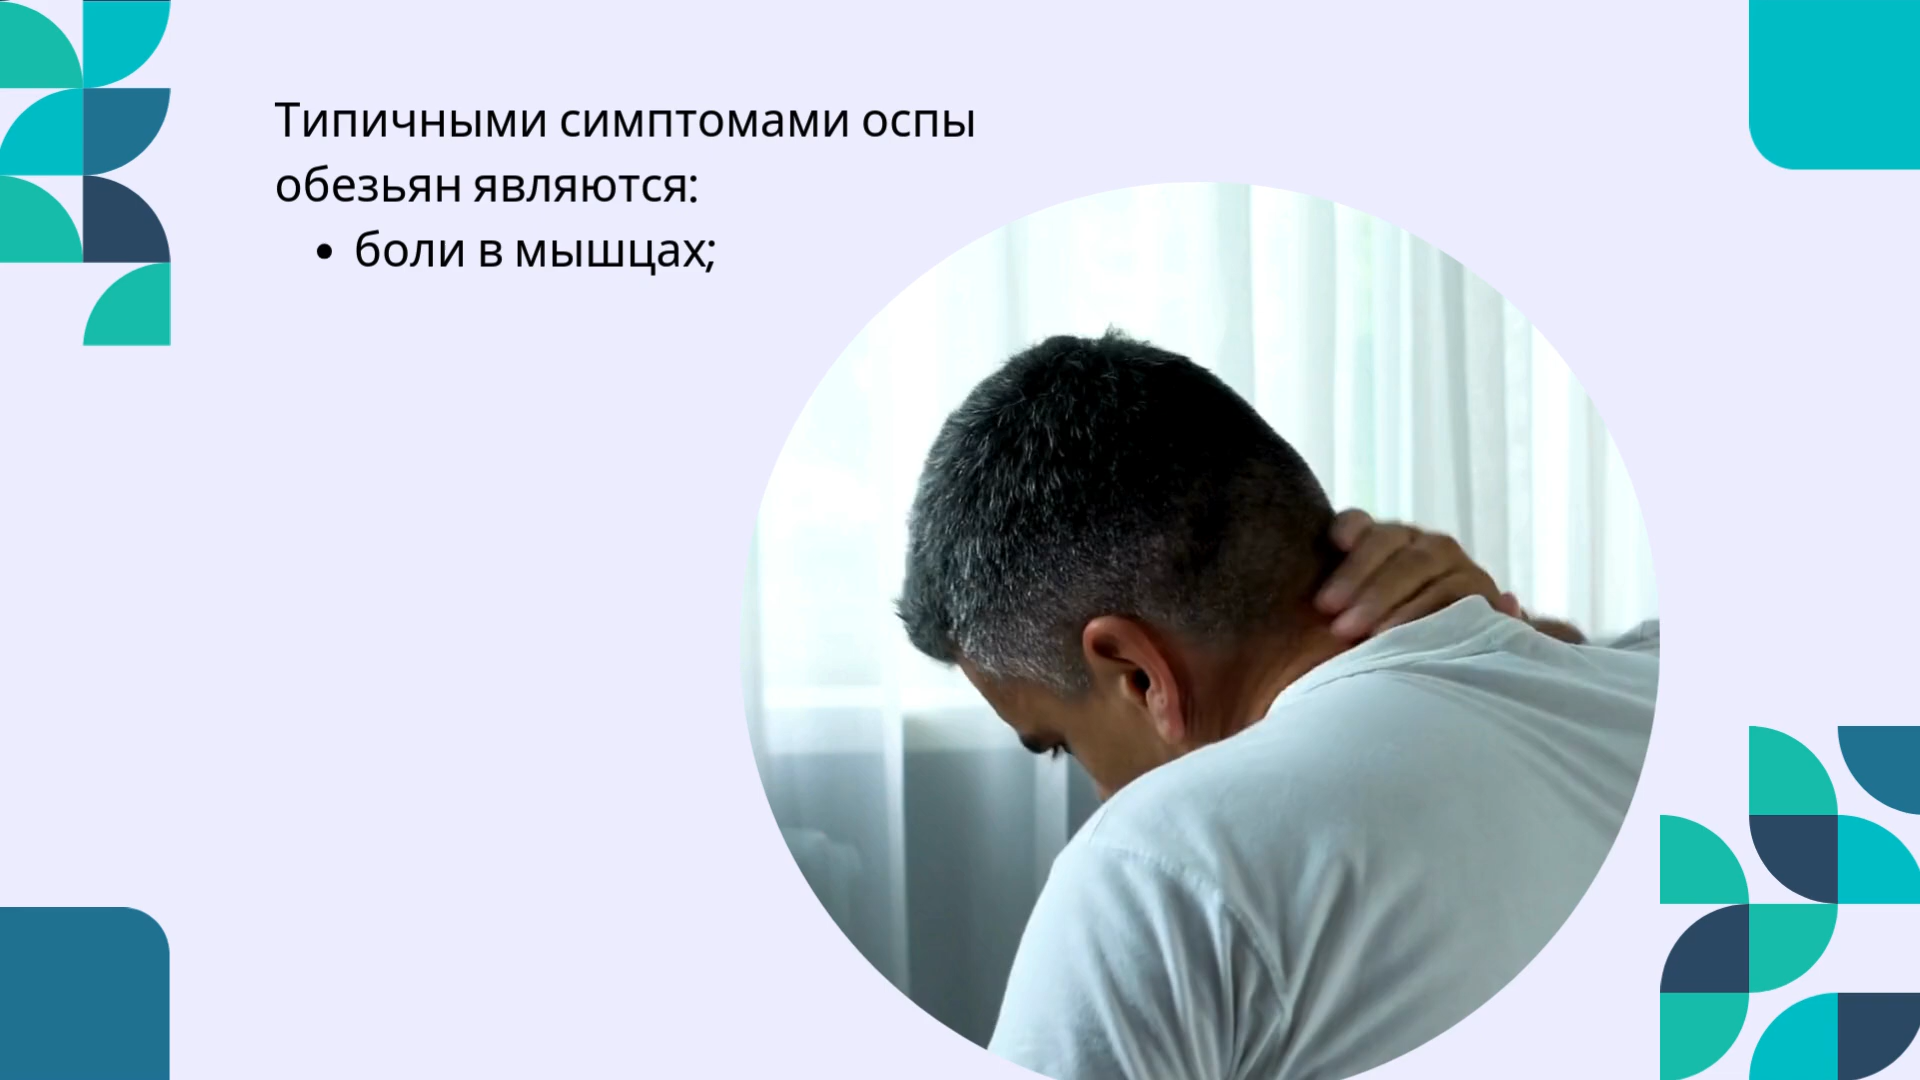 Типичными симптомами оспы
обезьян являются:
• боли в мышцах;